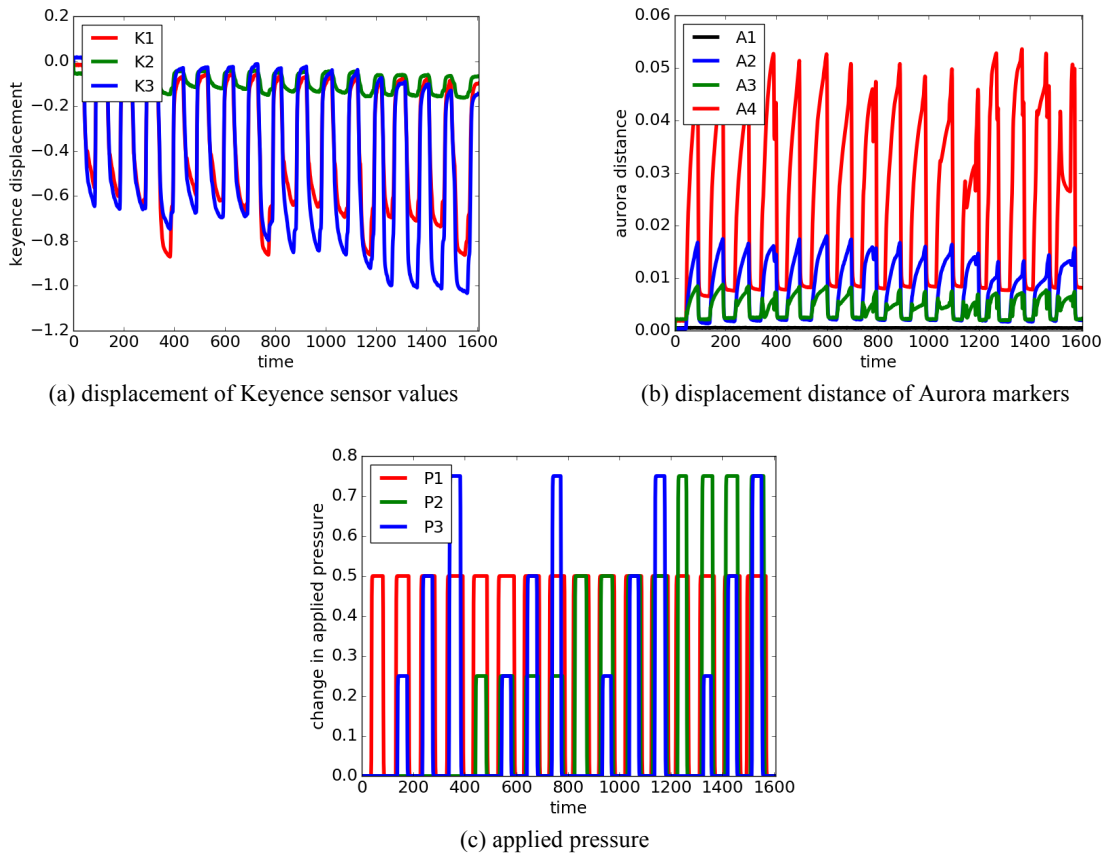 0.2
0.0
−0.2
−0.4
−0.6
−0.8
−1.0
−1.2
keyence displacement
K1
K2
K3
0 200 400 600 800 1000 1200 1400 1600
time
(a) displacement of Keyence sensor values
0.06
0.05
0.04
0.03
0.02
0.01
0.00
aurora distance
A1
A2
A3
A4
0 200 400 600 800 1000 1200 1400 1600
time
(b) displacement distance of Aurora markers
0.8
0.7
0.6
0.5
0.4
0.3
0.2
0.1
0.0
change in applied pressure
P1
P2
P3
0 200 400 600 800 1000 1200 1400 1600
time
(c) applied pressure